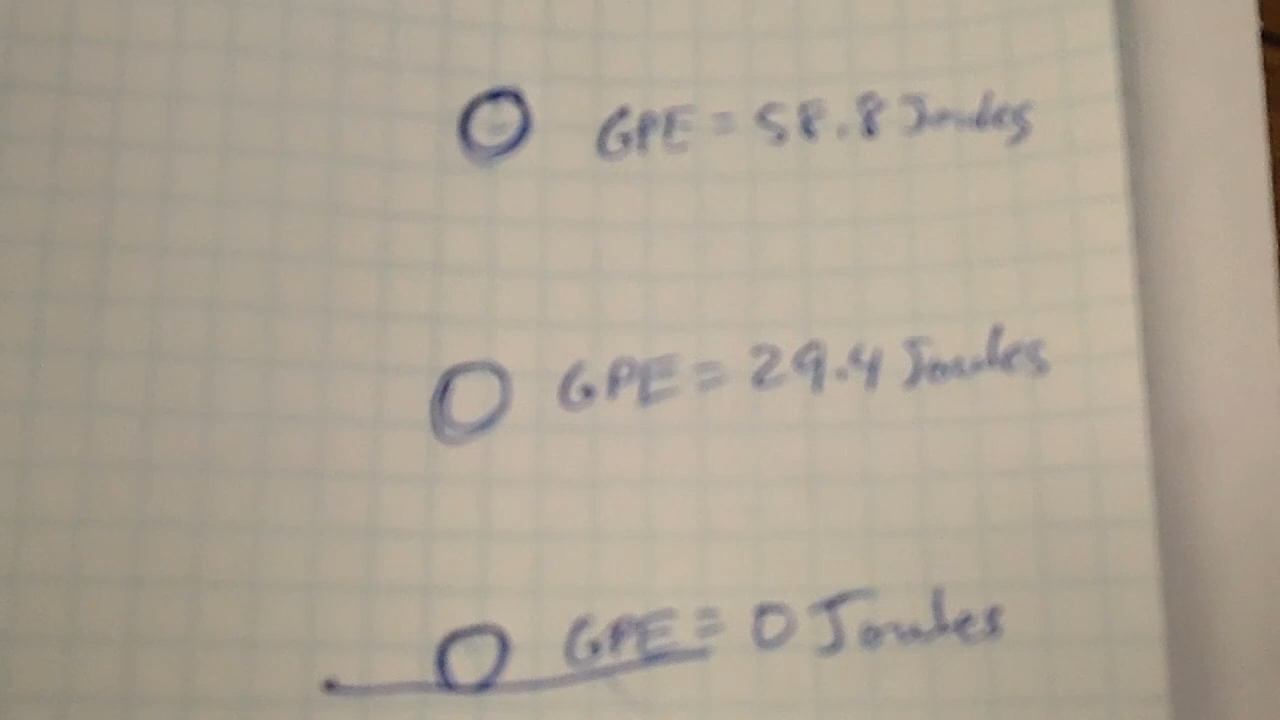 GPE = 58.8 Joules
GPE = 29.4 Joules
GPE = 0 Joules